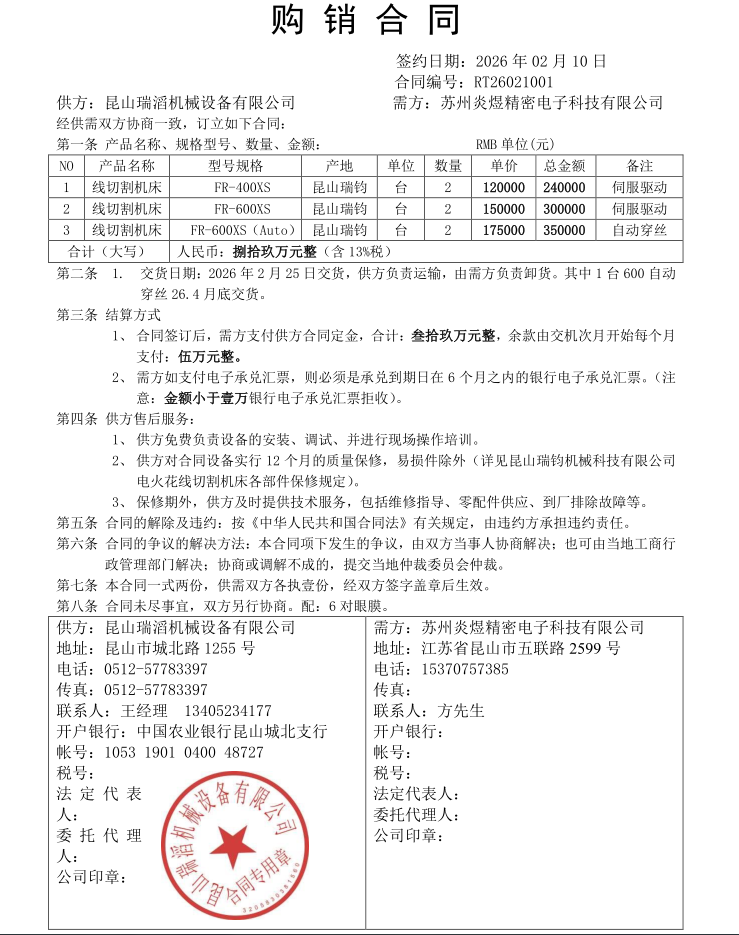 购 销 合 同
签约日期：2026 年 02 月 10 日
合同编号：RT26021001
供方：昆山瑞滔机械设备有限公司 需方：苏州炎煜精密电子科技有限公司
经供需双方协商一致，订立如下合同：
第一条 产品名称、规格型号、数量、金额： RMB 单位(元)
NO 产品名称 型号规格 产地 单位 数量 单价 总金额 备注
1 线切割机床 FR-400XS 昆山瑞钧 台 2 120000 240000 伺服驱动
2 线切割机床 FR-600XS 昆山瑞钧 台 2 150000 300000 伺服驱动
3 线切割机床 FR-600XS（Auto） 昆山瑞钧 台 2 175000 350000 自动穿丝
合计（大写） 人民币：捌拾玖万元整（含 13%税）
第二条 1. 交货日期：2026 年 2 月 25 日交货，供方负责运输，由需方负责卸货。其中 1 台 600 自动
穿丝 26.4 月底交货。
第三条 结算方式
1、 合同签订后，需方支付供方合同定金，合计：叁拾玖万元整，余款由交机次月开始每个月
支付：伍万元整。
2、 需方如支付电子承兑汇票，则必须是承兑到期日在 6 个月之内的银行电子承兑汇票。（注
意：金额小于壹万银行电子承兑汇票拒收）。
第四条 供方售后服务：
1、 供方免费负责设备的安装、调试、并进行现场操作培训。
2、 供方对合同设备实行 12 个月的质量保修，易损件除外（详见昆山瑞钧机械科技有限公司
电火花线切割机床各部件保修规定）。
3、 保修期外，供方及时提供技术服务，包括维修指导、零配件供应、到厂排除故障等。
第五条 合同的解除及违约：按《中华人民共和国合同法》有关规定，由违约方承担违约责任。
第六条 合同的争议的解决方法：本合同项下发生的争议，由双方当事人协商解决；也可由当地工商行
政管理部门解决；协商或调解不成的，提交当地仲裁委员会仲裁。
第七条 本合同一式两份，供需双方各执壹份，经双方签字盖章后生效。
第八条 合同未尽事宜，双方另行协商。配：6 对眼膜。
供方：昆山瑞滔机械设备有限公司
地址：昆山市城北路 1255 号
电话：0512-57783397
传真：0512-57783397
联系人：王经理 13405234177
开户银行：中国农业银行昆山城北支行
帐号：1053 1901 0400 48727
税号：
法 定 代 表
人：
委 托 代 理
人：
公司印章：
昆山瑞滔机械设备有限公司
合同专用章
需方：苏州炎煜精密电子科技有限公司
地址：江苏省昆山市五联路 2599 号
电话：15370757385
传真：
联系人：方先生
开户银行：
帐号：
税号：
法定代表人：
委托代理人：
公司印章：